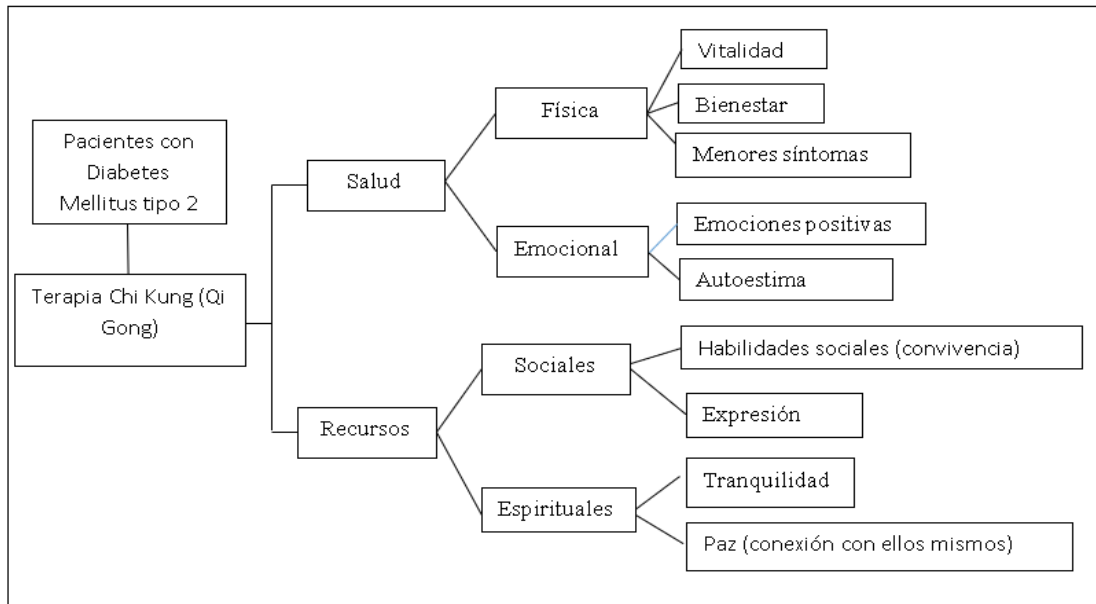 Pacientes con
Diabetes
Mellitus tipo 2
Terapia Chi Kung (Qi
Gong)
Salud
Física
Vitalidad
Bienestar
Menores síntomas
Emocional
Emociones positivas
Autoestima
Recursos
Sociales
Habilidades sociales (convivencia)
Expresión
Espirituales
Tranquilidad
Paz (conexión con ellos mismos)